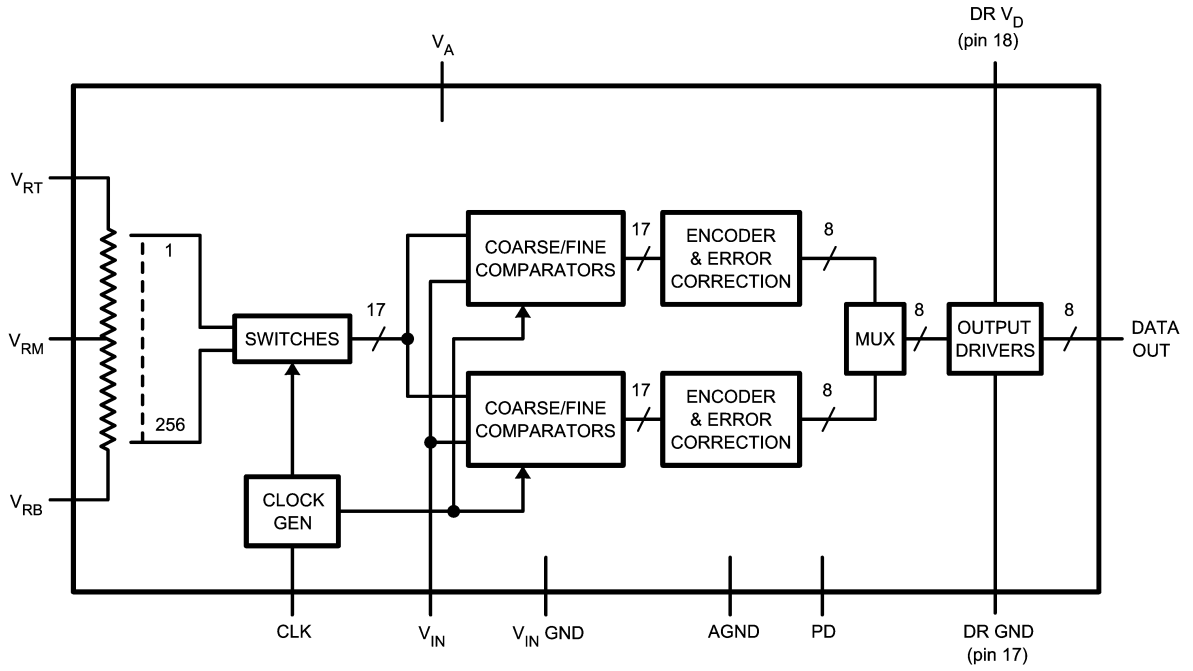 DR V_D
(pin 18)
V_A
V_RT
1
17
COARSE/FINE
COMPARATORS
17
ENCODER
& ERROR
CORRECTION
8
V_RM
SWITCHES
MUX
8
OUTPUT
DRIVERS
8
DATA
OUT
256
COARSE/FINE
COMPARATORS
17
ENCODER
& ERROR
CORRECTION
8
V_RB
CLOCK
GEN
CLK
V_IN
V_IN GND
AGND
PD
DR GND
(pin 17)